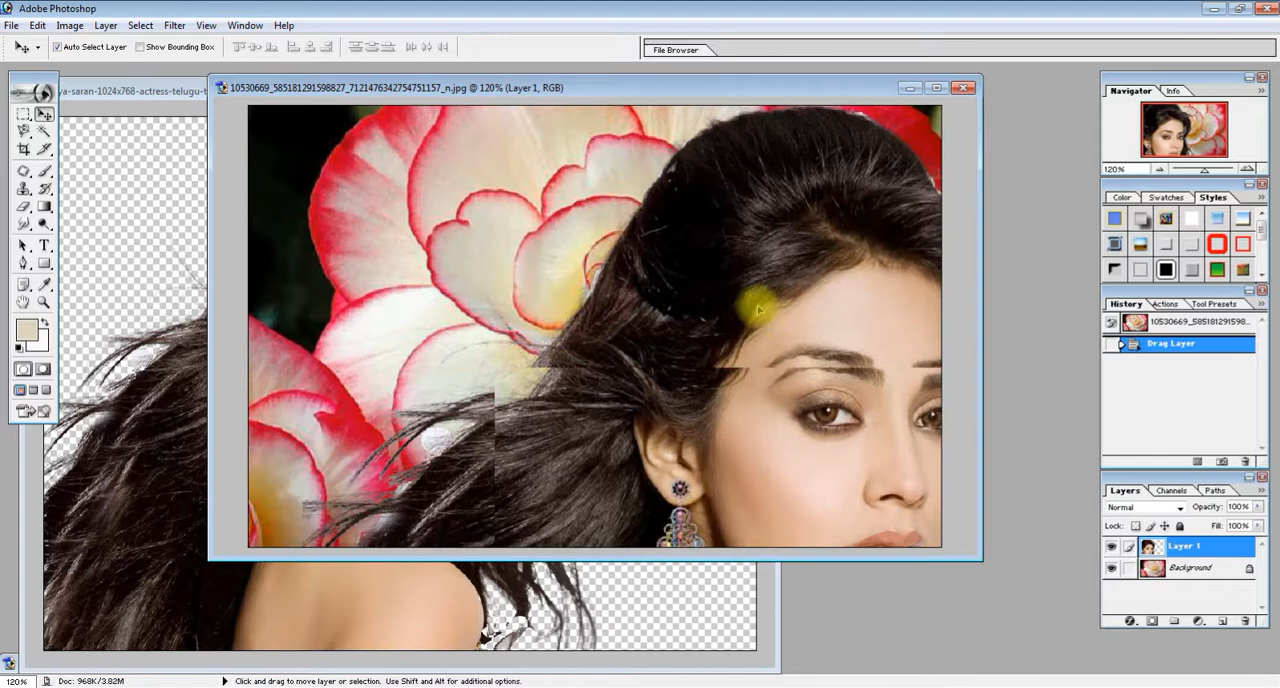 Adobe Photoshop
File Edit Image Layer Select Filter View Window Help
Auto Select Layer Show Bounding Box File Browser
ya-saran-1024x768-actress-telugu-t
10530669_585181291598827_7121476342754751157_n.jpg @ 120% (Layer 1, RGB)
Navigator Info
120%
Color Swatches Styles
History Actions Tool Presets
10530669_585181291598...
Drag Layer
Layers Channels Paths
Normal Opacity: 100%
Lock: Fill: 100%
Layer 1
Background
120% Doc: 968K/3.82M Click and drag to move layer or selection. Use Shift and Alt for additional options.